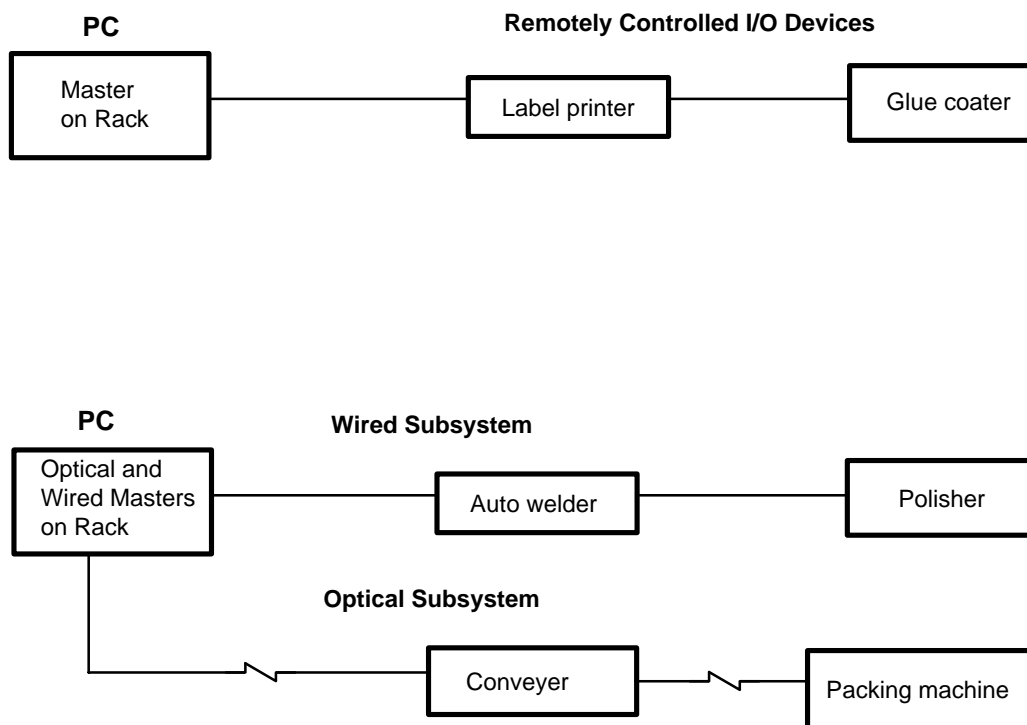 PC
Remotely Controlled I/O Devices
Master
on Rack
Label printer
Glue coater
PC
Wired Subsystem
Optical and
Wired Masters
on Rack
Auto welder
Polisher
Optical Subsystem
Conveyer
Packing machine